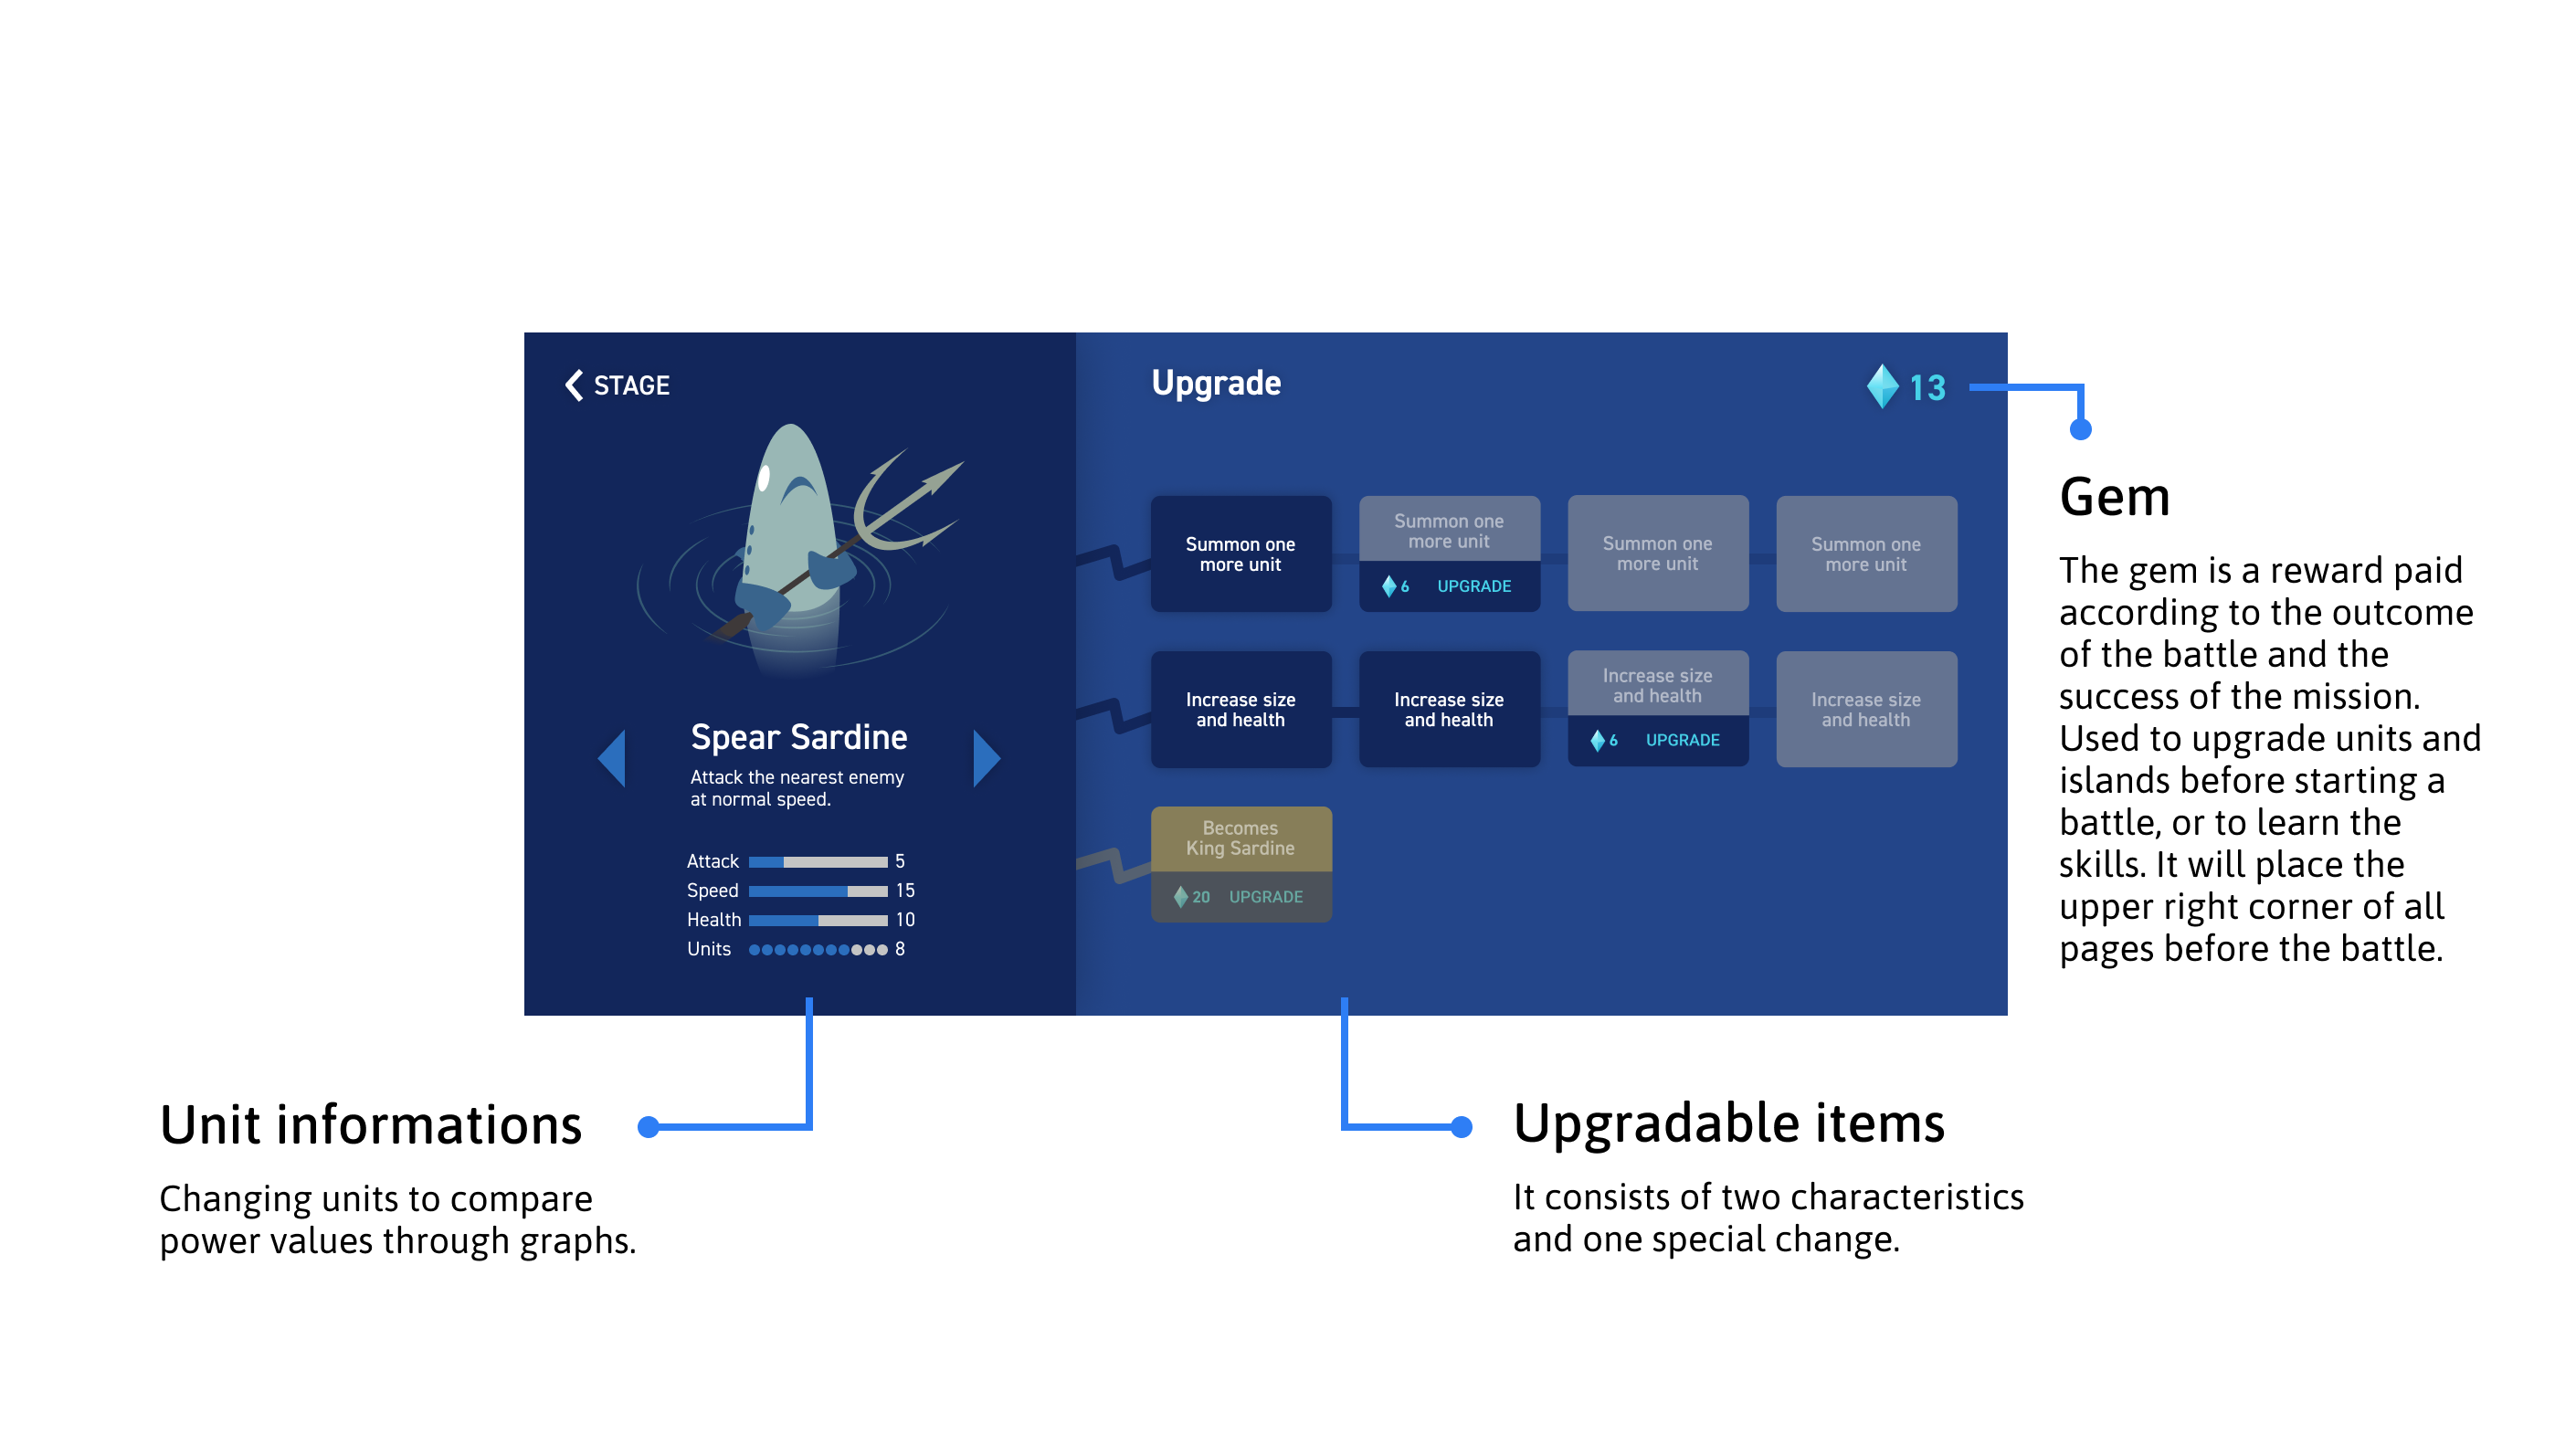 STAGE
Upgrade
13
Summon one
more unit
Summon one
more unit
6 UPGRADE
Summon one
more unit
Summon one
more unit
Increase size
and health
Increase size
and health
Increase size
and health
6 UPGRADE
Increase size
and health
Becomes
King Sardine
20 UPGRADE
Spear Sardine
Attack the nearest enemy
at normal speed.
Attack 5
Speed 15
Health 10
Units 8
Gem
The gem is a reward paid
according to the outcome
of the battle and the
success of the mission.
Used to upgrade units and
islands before starting a
battle, or to learn the
skills. It will place the
upper right corner of all
pages before the battle.
Unit informations
Changing units to compare
power values through graphs.
Upgradable items
It consists of two characteristics
and one special change.